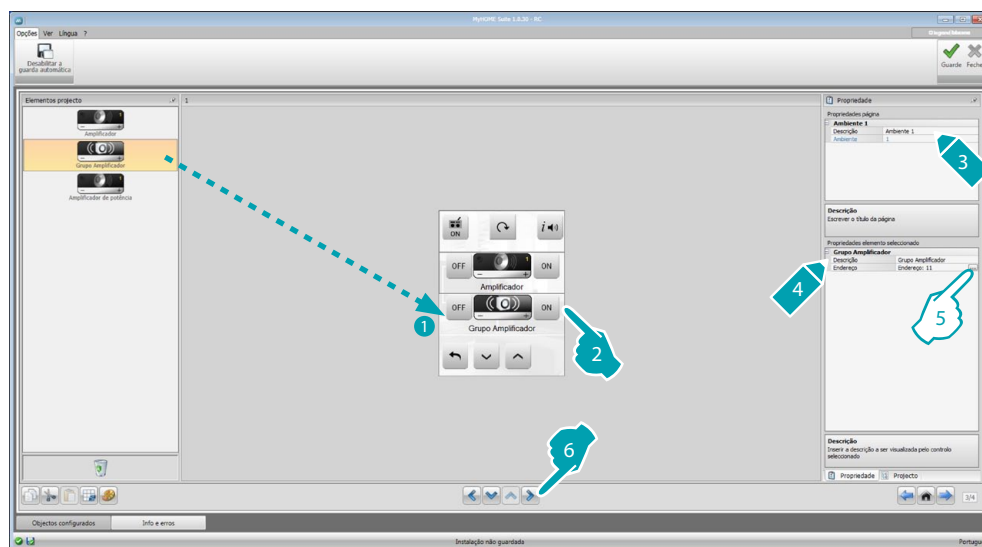 MyHOME Suite 1.0.30 - RC
Opções Ver Língua ?
Desabilitar a
guarda automática
Guarde Feche
Elementos projecto
1
Propriedade
Amplificador
Grupo Amplificador
Amplificador de potência
Propriedades página
Ambiente 1
Descrição Ambiente 1
Ambiente 1
3
Descrição
Escrever o título da página
ON
i
OFF
1
ON
Amplificador
OFF
ON
Grupo Amplificador
1
2
Propriedades elemento seleccionado
Grupo Amplificador
Descrição Grupo Amplificador
Endereço Endereço: 11
...
4
5
6
Descrição
Inserir a descrição a ser visualizada pelo controlo
seleccionado
Propriedade Projecto
3/4
Objectos configurados Info e erros
Instalação não guardada